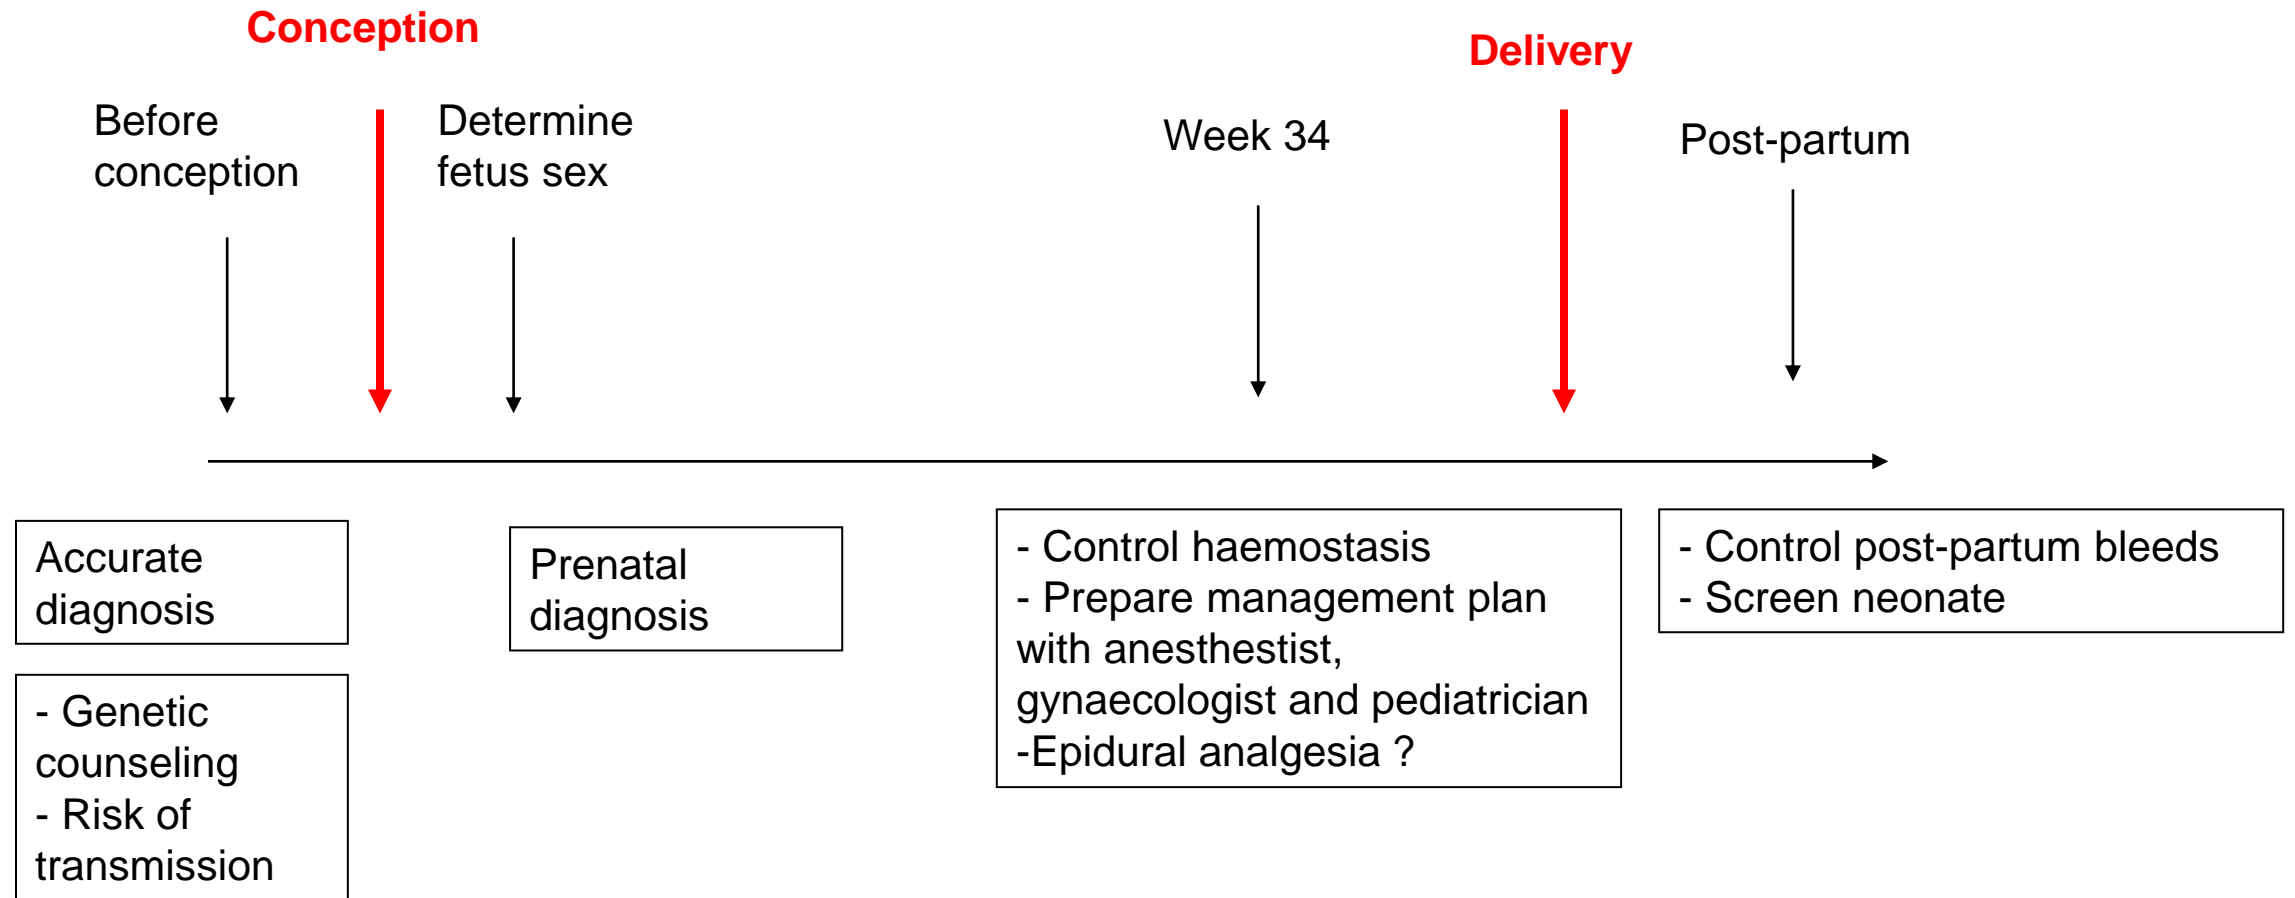 Conception
Delivery
Before
conception
Determine
fetus sex
Week 34
Post-partum
Accurate
diagnosis
- Genetic
counseling
- Risk of
transmission
Prenatal
diagnosis
- Control haemostasis
- Prepare management plan
with anesthestist,
gynaecologist and pediatrician
-Epidural analgesia ?
- Control post-partum bleeds
- Screen neonate